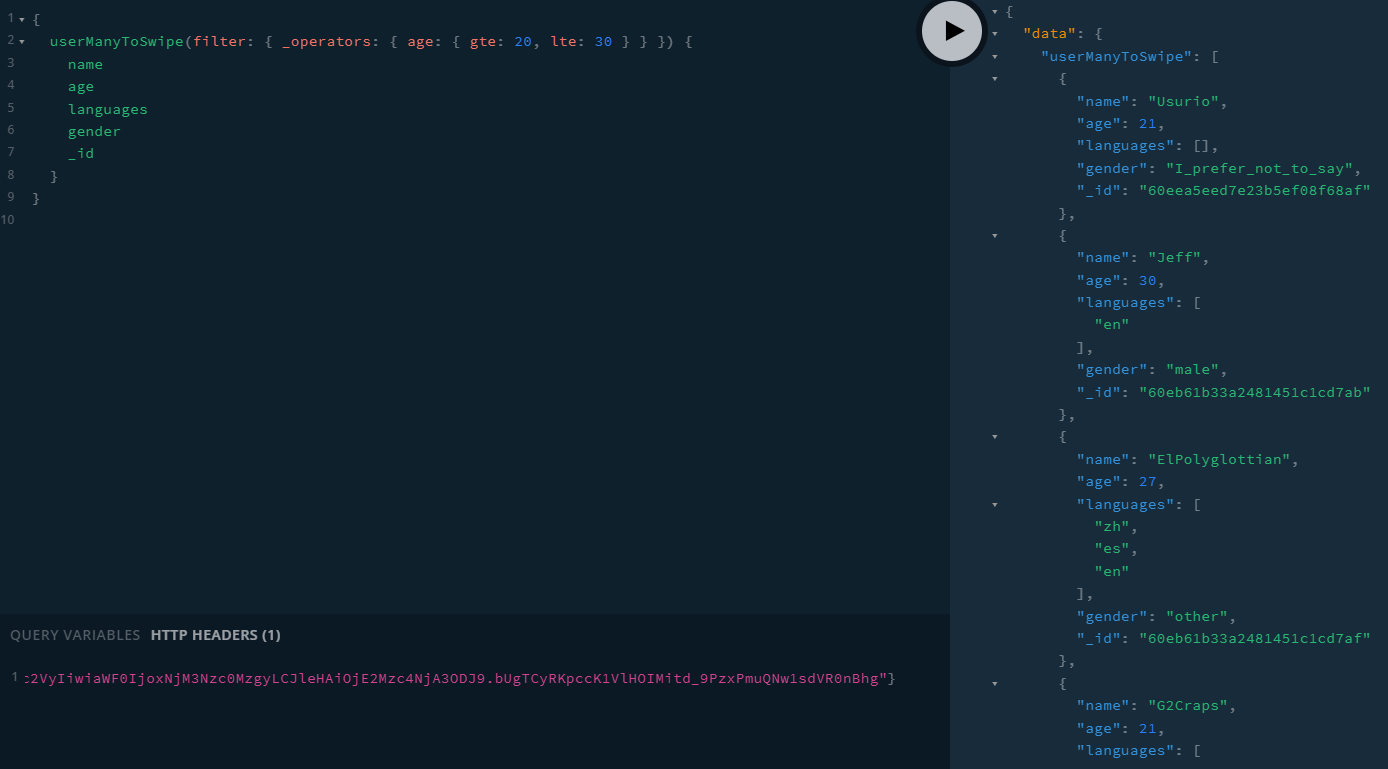 1 {
2 userManyToSwipe(filter: { _operators: { age: { gte: 20, lte: 30 } } }) {
3 name
4 age
5 languages
6 gender
7 _id
8 }
9 }
10
QUERY VARIABLES HTTP HEADERS (1)
1 :2VyIiwiaWF0IjoxNjM3Nzc0MzgyLCJleHAiOjE2Mzc4NjA3ODJ9.bUgTCyRKpccK1VlHOIMitd_9PzxPmuQNw1sdVR0nBhg"}
{
"data": {
"userManyToSwipe": [
{
"name": "Usurio",
"age": 21,
"languages": [],
"gender": "I_prefer_not_to_say",
"_id": "60eea5eed7e23b5ef08f68af"
},
{
"name": "Jeff",
"age": 30,
"languages": [
"en"
],
"gender": "male",
"_id": "60eb61b33a2481451c1cd7ab"
},
{
"name": "ElPolyglottian",
"age": 27,
"languages": [
"zh",
"es",
"en"
],
"gender": "other",
"_id": "60eb61b33a2481451c1cd7af"
},
{
"name": "G2Craps",
"age": 21,
"languages": [